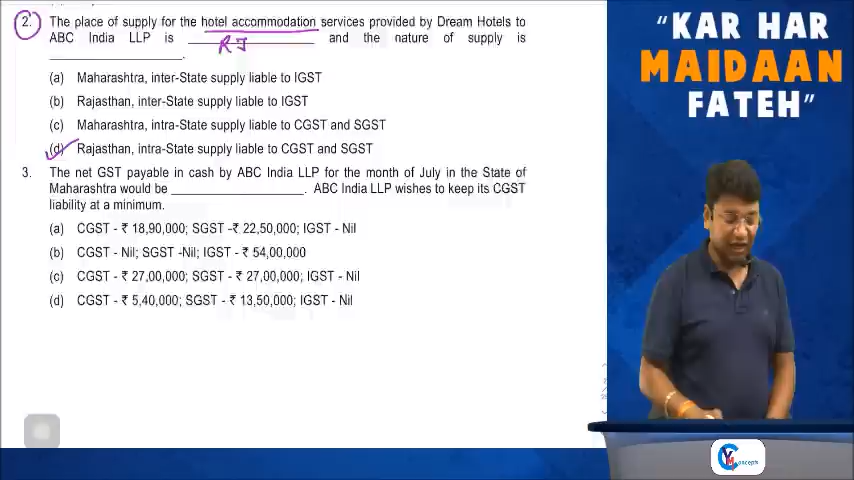 2. The place of supply for the hotel accommodation services provided by Dream Hotels to
ABC India LLP is ____________________ and the nature of supply is
RJ
____________________.
(a) Maharashtra, inter-State supply liable to IGST
(b) Rajasthan, inter-State supply liable to IGST
(c) Maharashtra, intra-State supply liable to CGST and SGST
(d) Rajasthan, intra-State supply liable to CGST and SGST
3. The net GST payable in cash by ABC India LLP for the month of July in the State of
Maharashtra would be ____________________. ABC India LLP wishes to keep its CGST
liability at a minimum.
(a) CGST - ₹ 18,90,000; SGST -₹ 22,50,000; IGST - Nil
(b) CGST - Nil; SGST -Nil; IGST - ₹ 54,00,000
(c) CGST - ₹ 27,00,000; SGST - ₹ 27,00,000; IGST - Nil
(d) CGST - ₹ 5,40,000; SGST - ₹ 13,50,000; IGST - Nil
"KAR HAR
MAIDAAN
FATEH"